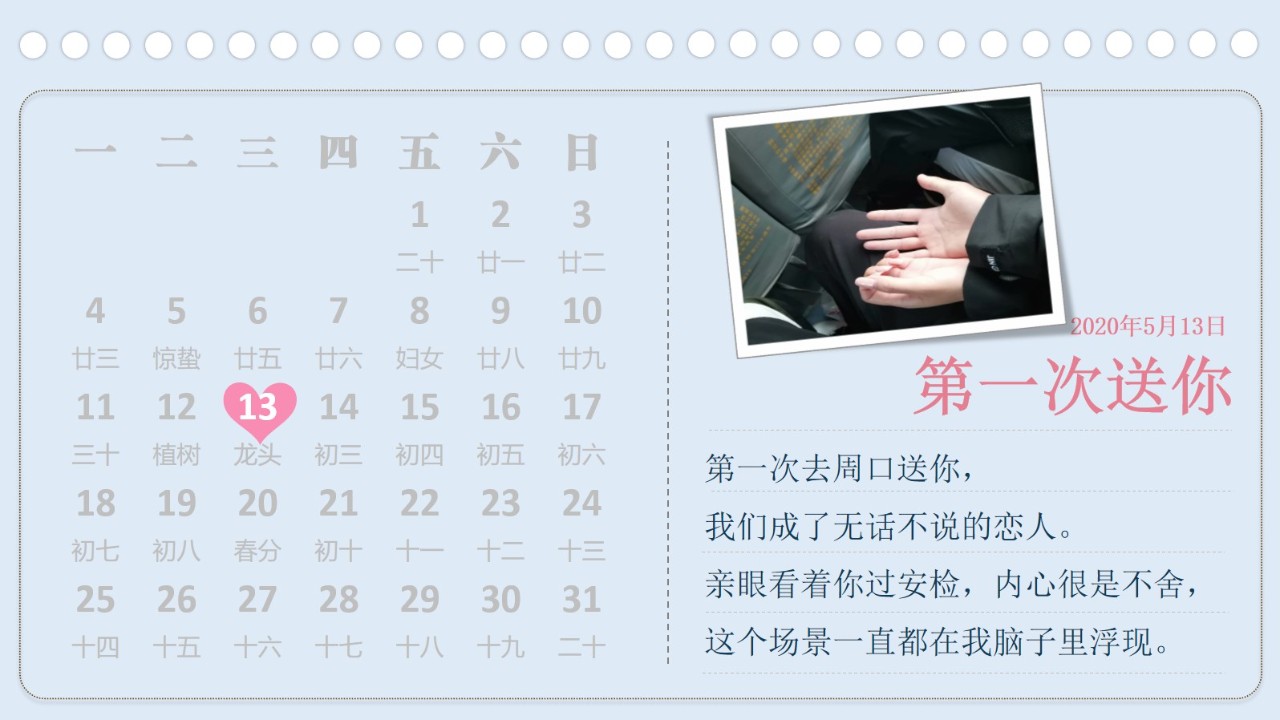 一 二 三 四 五 六 日
1 2 3
二十 廿一 廿二
4 5 6 7 8 9 10
廿三 惊蛰 廿五 廿六 妇女 廿八 廿九
11 12 13 14 15 16 17
三十 植树 龙头 初三 初四 初五 初六
18 19 20 21 22 23 24
初七 初八 春分 初十 十一 十二 十三
25 26 27 28 29 30 31
十四 十五 十六 十七 十八 十九 二十
2020年5月13日
第一次送你
第一次去周口送你，
我们成了无话不说的恋人。
亲眼看着你过安检，内心很是不舍，
这个场景一直都在我脑子里浮现。